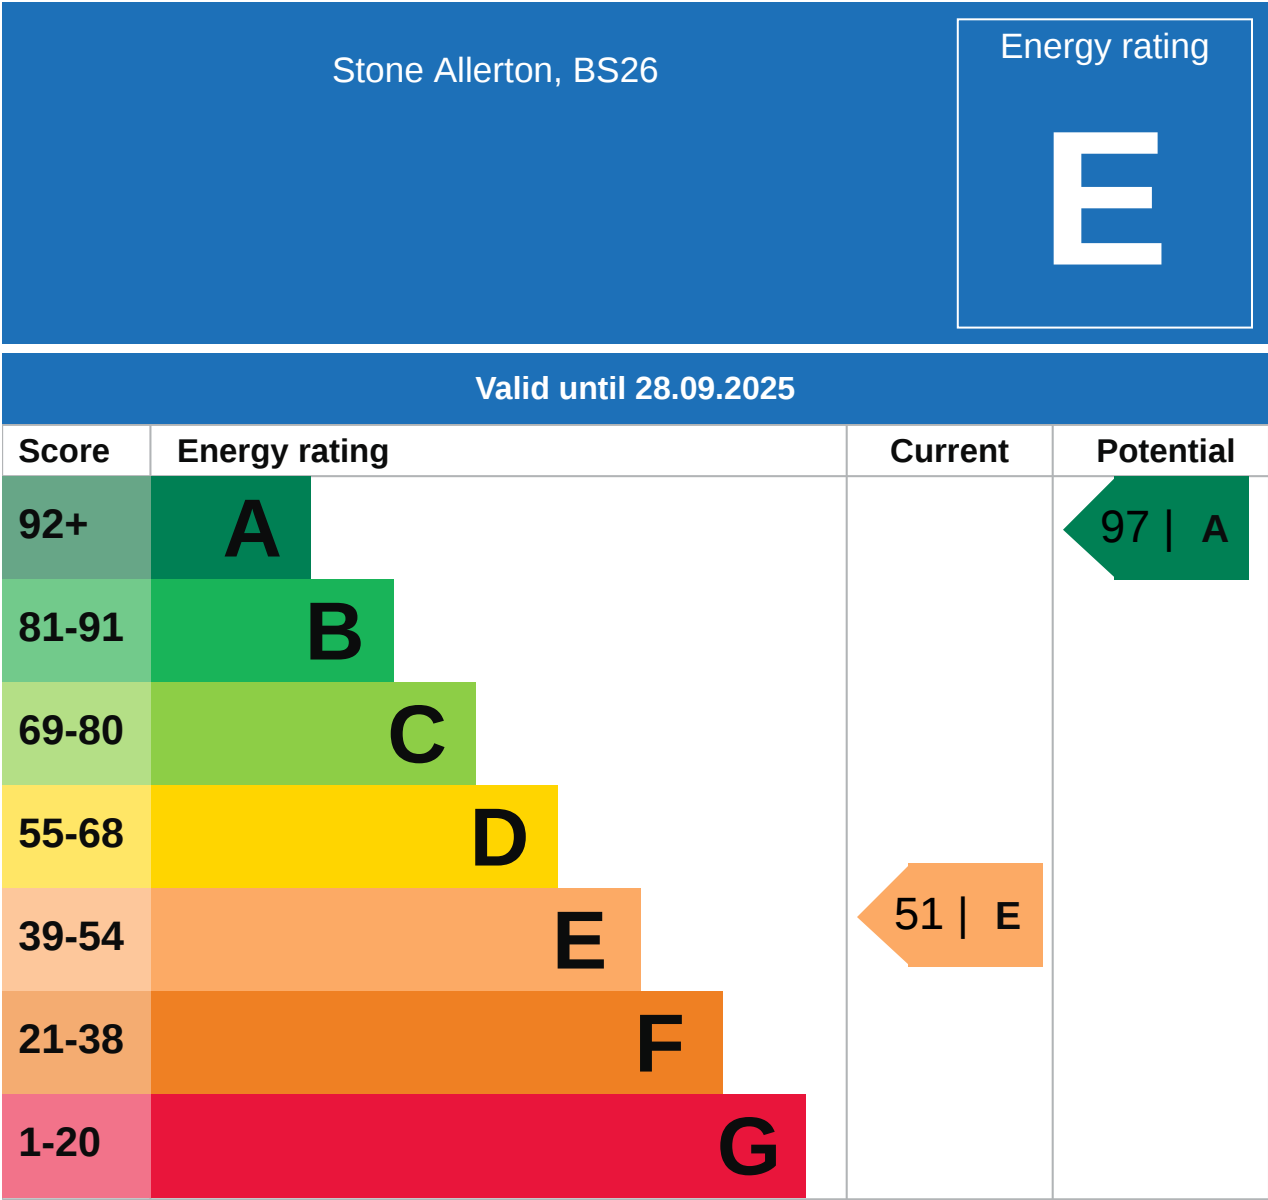 Stone Allerton, BS26
Energy rating
E
Valid until 28.09.2025
Score Energy rating Current Potential
92+ A 97 | A
81-91 B
69-80 C
55-68 D
39-54 E 51 | E
21-38 F
1-20 G